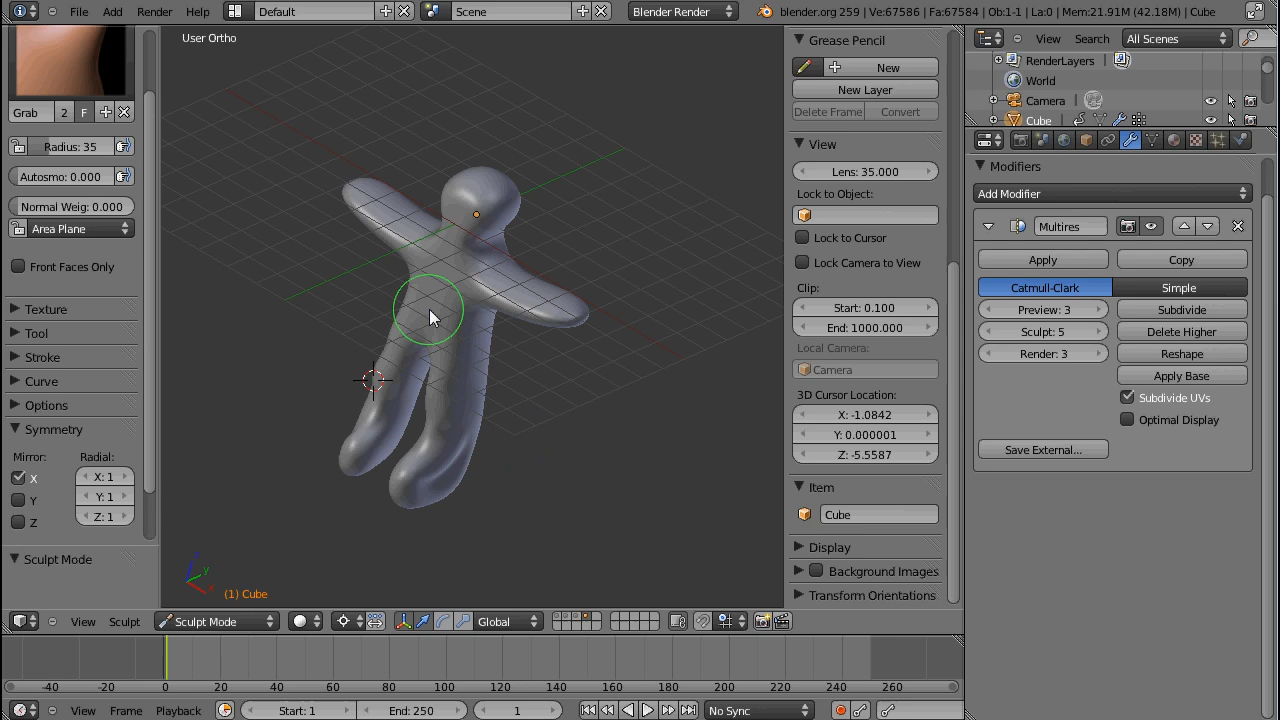 File Add Render Help Default Scene Blender Render blender.org 259 | Ve:67586 | Fa:67584 | Ob:1-1 | La:0 | Mem:21.91M (42.18M) | Cube
Grab 2 F
Radius: 35
Autosmo: 0.000
Normal Weig: 0.000
Area Plane
Front Faces Only
Texture
Tool
Stroke
Curve
Options
Symmetry
Mirror: Radial:
X X: 1
Y Y: 1
Z Z: 1
Sculpt Mode
User Ortho
z
y
x
(1) Cube
Grease Pencil
New
New Layer
Delete Frame Convert
View
Lens: 35.000
Lock to Object:
Lock to Cursor
Lock Camera to View
Clip:
Start: 0.100
End: 1000.000
Local Camera:
Camera
3D Cursor Location:
X: -1.0842
Y: 0.000001
Z: -5.5587
Item
Cube
Display
Background Images
Transform Orientations
View Search All Scenes
RenderLayers |
World
Camera |
Cube |
Modifiers
Add Modifier
Multires
Apply Copy
Catmull-Clark Simple
Preview: 3 Subdivide
Sculpt: 5 Delete Higher
Render: 3 Reshape
Apply Base
Subdivide UVs
Optimal Display
Save External...
View Sculpt Sculpt Mode Global
-40 -20 0 20 40 60 80 100 120 140 160 180 200 220 240 260
View Frame Playback Start: 1 End: 250 1 No Sync